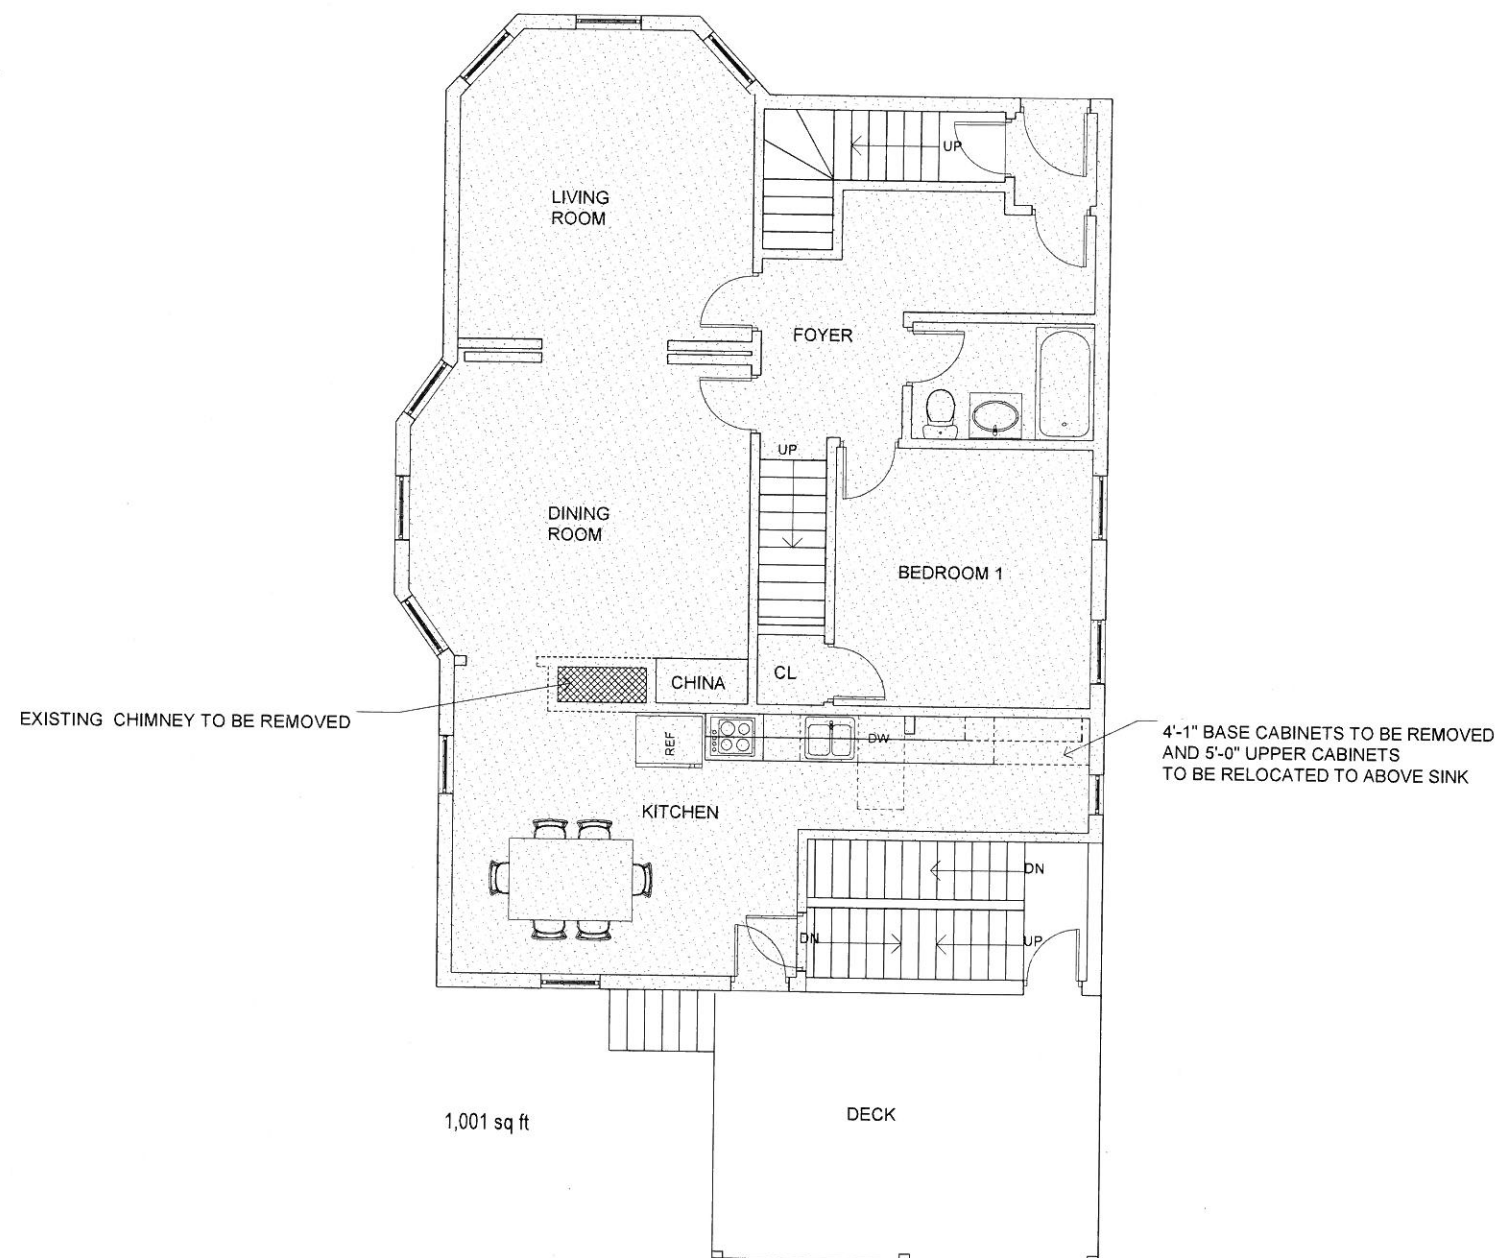 UP
LIVING
ROOM
FOYER
UP
DINING
ROOM
BEDROOM 1
CL
CHINA
EXISTING CHIMNEY TO BE REMOVED
4'-1" BASE CABINETS TO BE REMOVED
AND 5'-0" UPPER CABINETS
TO BE RELOCATED TO ABOVE SINK
REF
DW
KITCHEN
DN
DN
UP
DECK
1,001 sq ft